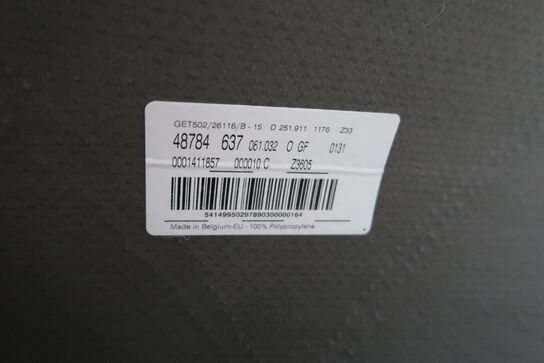 GET502/26116/B - 15 D 251.911 1176 Z33
48784 637 061.032 O GF 0131
0001411857 000010 C Z3605
54149950297890300000164
Made in Belgium-EU - 100% Polypropylene